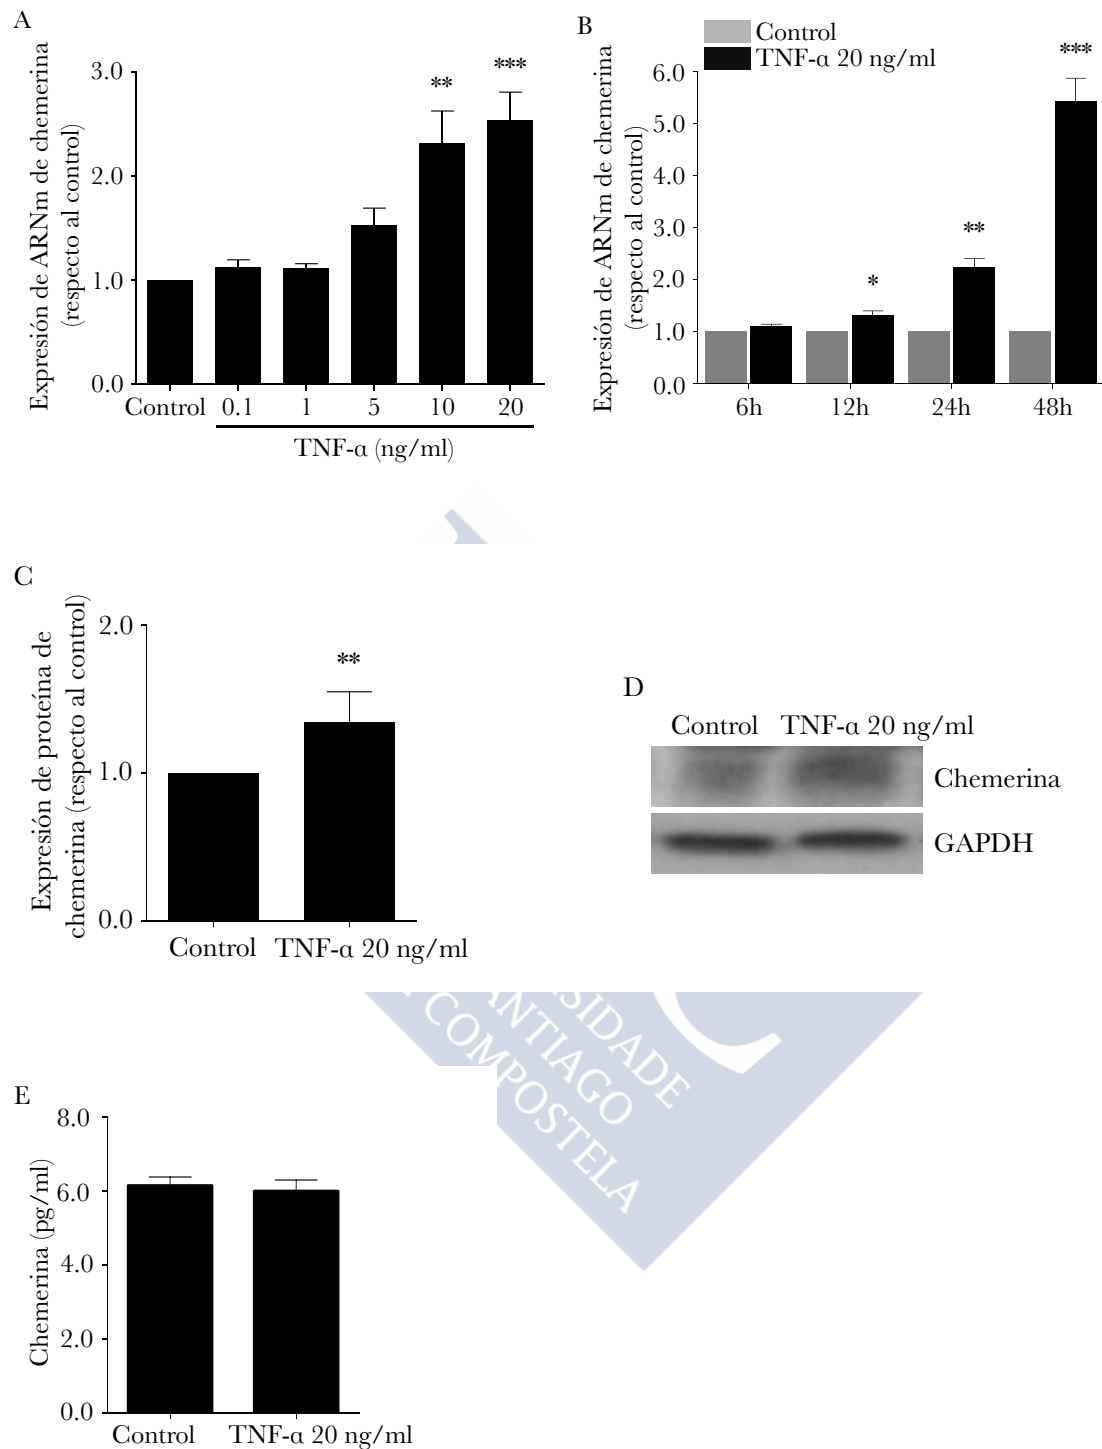 A
Expresión de ARNm de chemerina
(respecto al control)
3.0
2.0
1.0
0.0
**
***
Control 0.1 1 5 10 20
TNF-α (ng/ml)
B
Control
TNF-α 20 ng/ml
Expresión de ARNm de chemerina
(respecto al control)
6.0
5.0
4.0
3.0
2.0
1.0
0.0
*
**
***
6h 12h 24h 48h
C
Expresión de proteína de
chemerina (respecto al control)
2.0
1.0
0.0
**
Control TNF-α 20 ng/ml
D
Control TNF-α 20 ng/ml
Chemerina
GAPDH
SIDADE
ANTIAGO
COMPOSTELA
E
Chemerina (pg/ml)
8.0
6.0
4.0
2.0
0.0
Control TNF-α 20 ng/ml